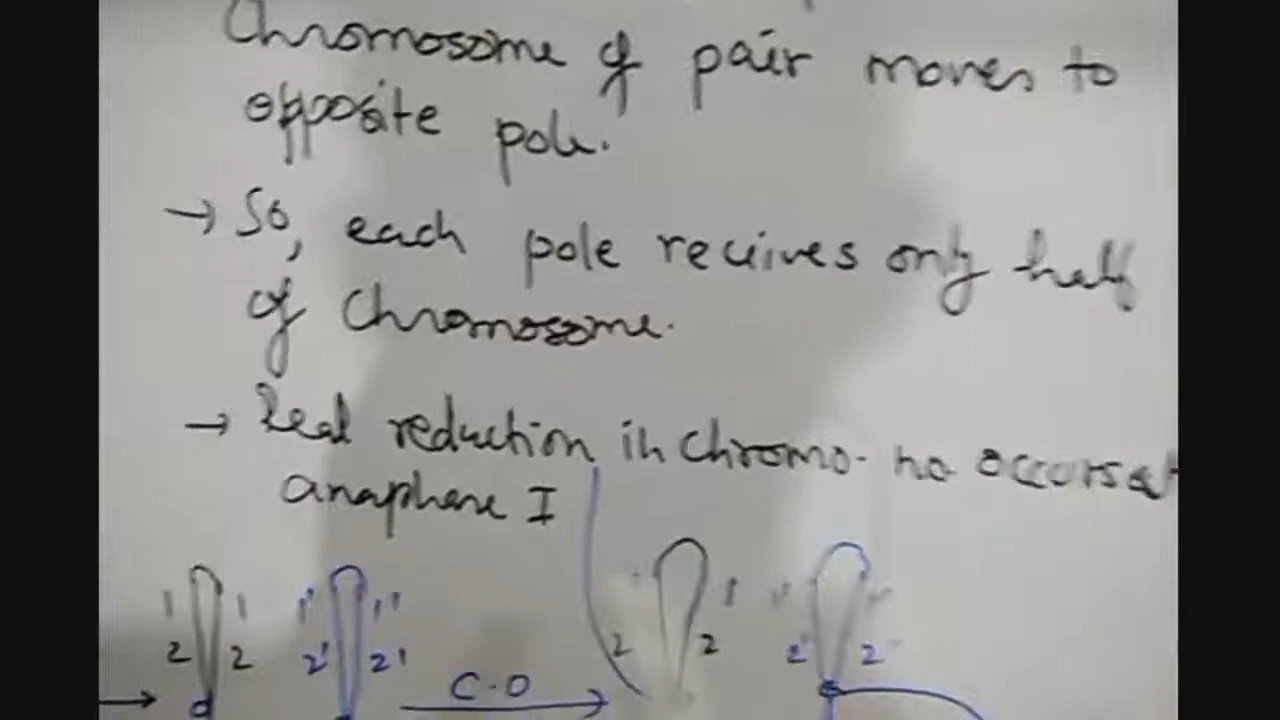 Chromosome of pair moves to
opposite pole.
→ So, each pole recives only half
of Chromosome.
→ Real reduction in Chromo. no occurs at
anaphase I
1 1 1' 1' 1
2 2 2' 2' 2 2 2' 2
→ C.O →